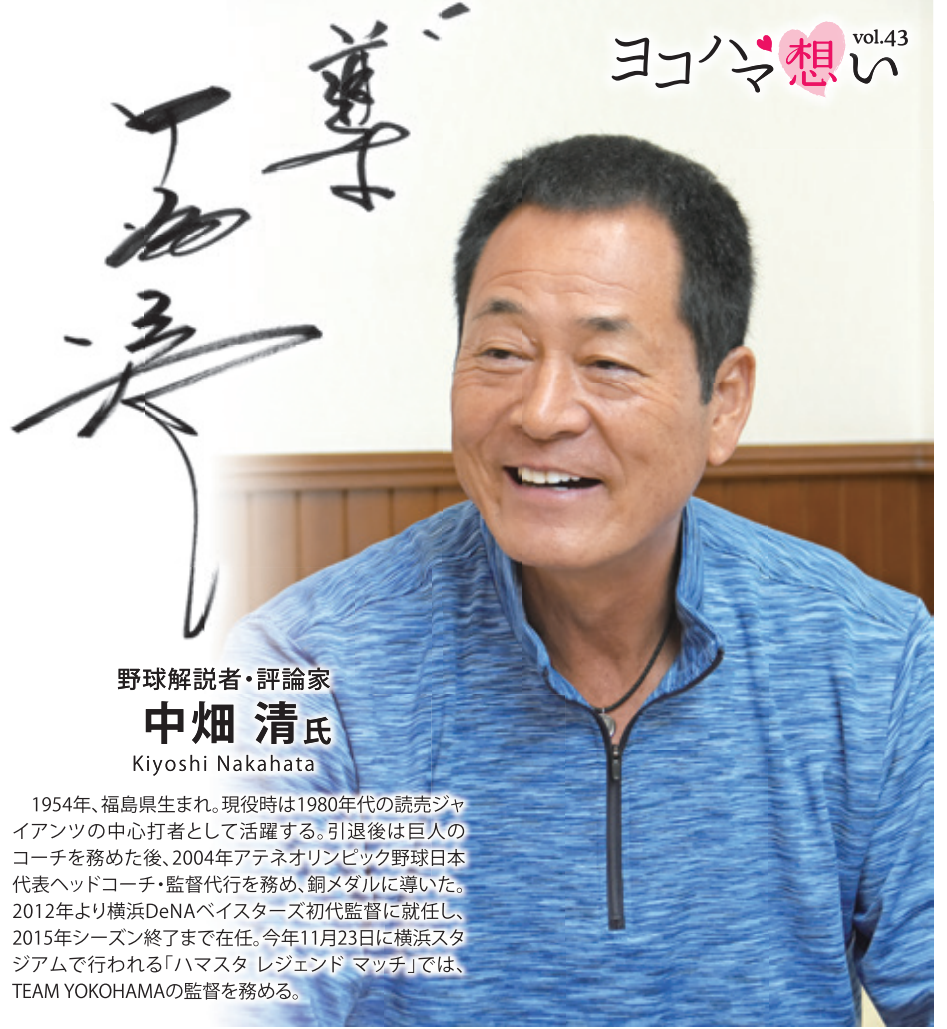 ヨコハマ想い vol.43
野球解説者・評論家
中畑 清氏
Kiyoshi Nakahata
1954年、福島県生まれ。現役時は1980年代の読売ジャ
イアンツの中心打者として活躍する。引退後は巨人の
コーチを務めた後、2004年アテネオリンピック野球日本
代表ヘッドコーチ・監督代行を務め、銅メダルに導いた。
2012年より横浜DeNAベイスターズ初代監督に就任し、
2015年シーズン終了まで在任。今年11月23日に横浜スタ
ジアムで行われる「ハマスタ レジェンド マッチ」では、
TEAM YOKOHAMAの監督を務める。